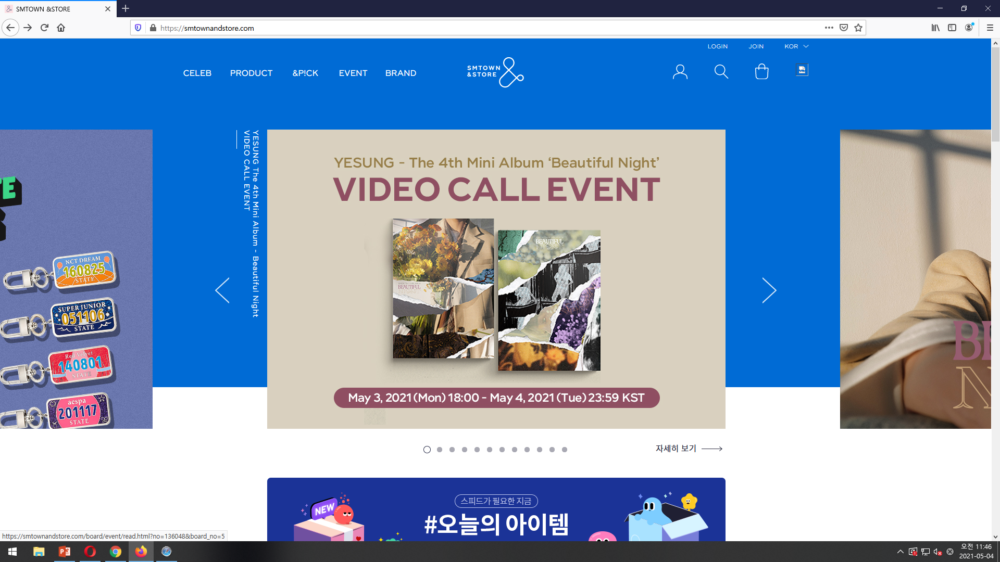 SMTOWN &STORE
https://smtownandstore.com
LOGIN
JOIN
KOR
CELEB
PRODUCT
&P!CK
EVENT
BRAND
SMTOWN
&STORE
YESUNG The 4th Mini Album - Beautiful Night
VIDEO CALL EVENT
YESUNG - The 4th Mini Album ‘Beautiful Night’
VIDEO CALL EVENT
BEAUTIFUL
BEAUTIFUL
May 3, 2021 (Mon) 18:00 - May 4, 2021 (Tue) 23:59 KST
NCT DREAM
160825
STATE
SUPER JUNIOR
051106
STATE
Red Velvet
140801
STATE
aespa
201117
STATE
자세히 보기
NEW
스피드가 필요한 지금
#오늘의 아이템
https://smtownandstore.com/board/event/read.html?no=136048&board_no=5
오전 11:46
2021-05-04